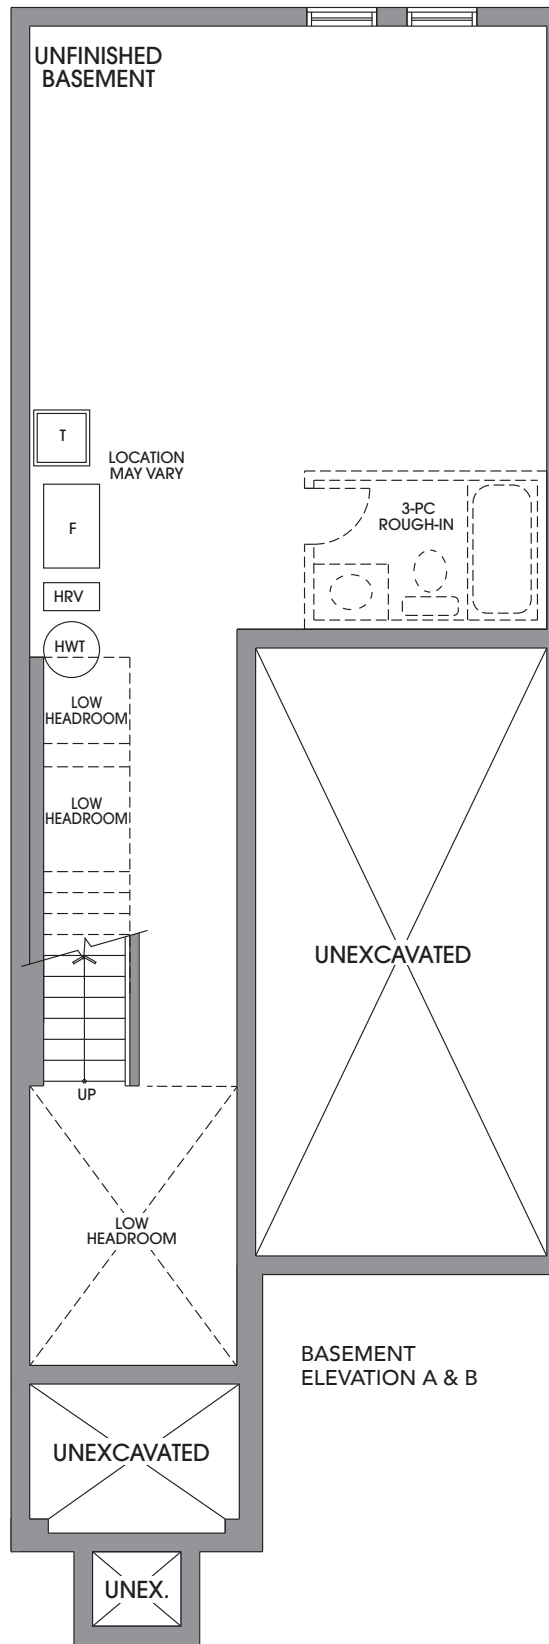 UNFINISHED
BASEMENT
T
LOCATION
MAY VARY
F
3-PC
ROUGH-IN
HRV
HWT
LOW
HEADROOM
LOW
HEADROOM
UNEXCAVATED
UP
LOW
HEADROOM
BASEMENT
ELEVATION A & B
UNEXCAVATED
UNEX.